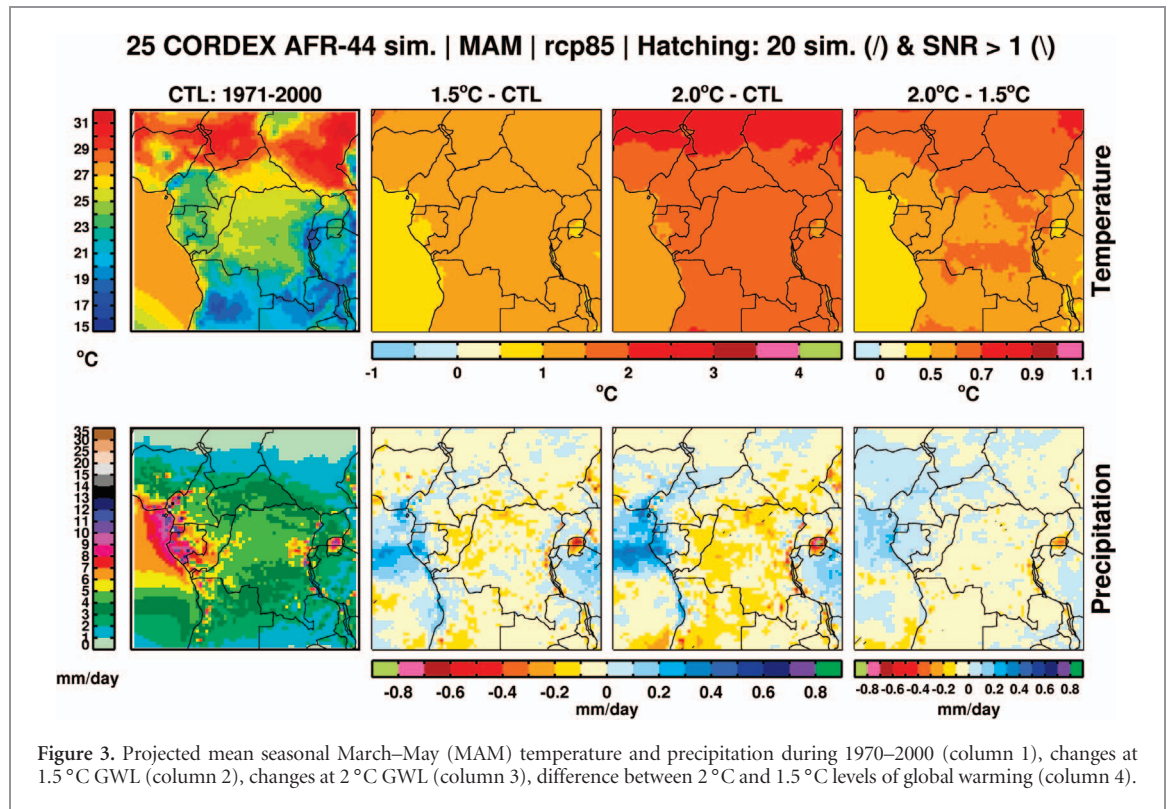 25 CORDEX AFR-44 sim. | MAM | rcp85 | Hatching: 20 sim. (/) & SNR > 1 (\)
CTL: 1971-2000 1.5°C - CTL 2.0°C - CTL 2.0°C - 1.5°C
31
29
27
25
23
21
19
17
15
°C
Temperature
-1 0 1 2 3 4
°C
0 0.5 0.7 0.9 1.1
°C
35
30
25
20
15
14
13
12
11
10
9
8
7
6
5
4
3
2
1
0
mm/day
Precipitation
-0.8 -0.6 -0.4 -0.2 0 0.2 0.4 0.6 0.8
mm/day
-0.8 -0.6 -0.4 -0.2 0 0.2 0.4 0.6 0.8
mm/day
Figure 3. Projected mean seasonal March–May (MAM) temperature and precipitation during 1970–2000 (column 1), changes at
1.5 °C GWL (column 2), changes at 2 °C GWL (column 3), difference between 2 °C and 1.5 °C levels of global warming (column 4).